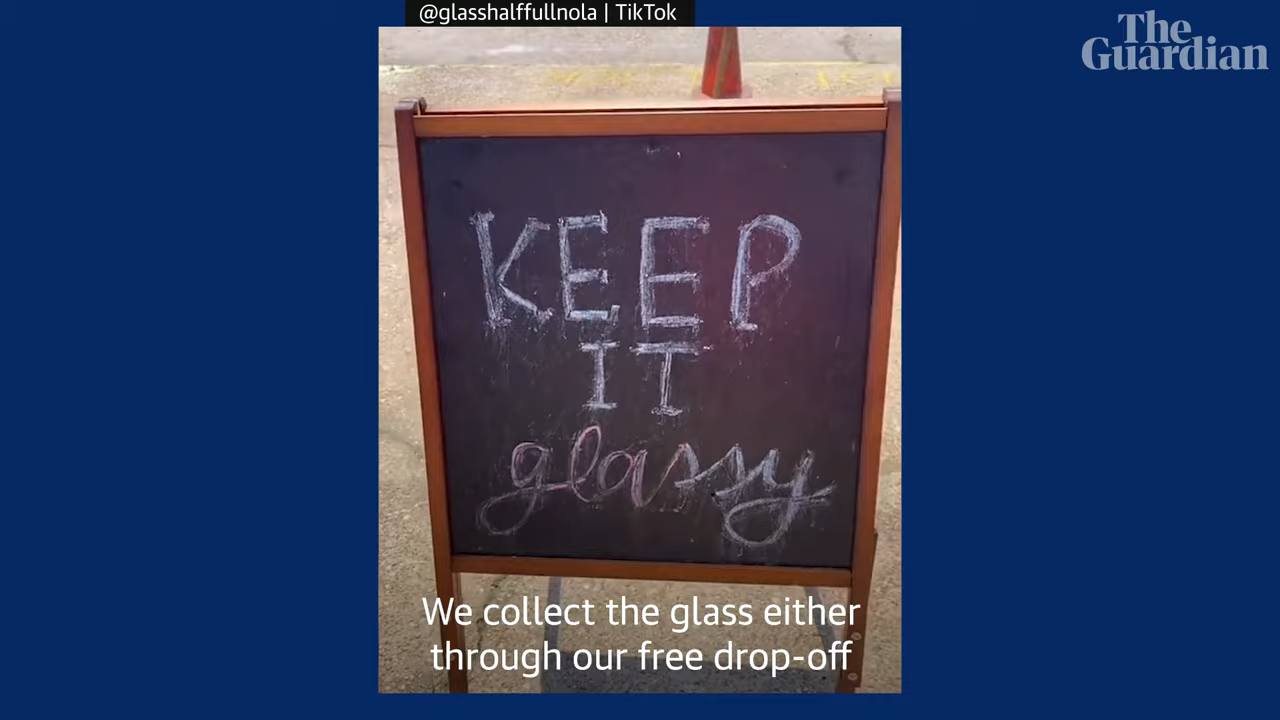 @glasshalffullnola | TikTok
The
Guardian
KEEP
IT
glassy
We collect the glass either
through our free drop-off